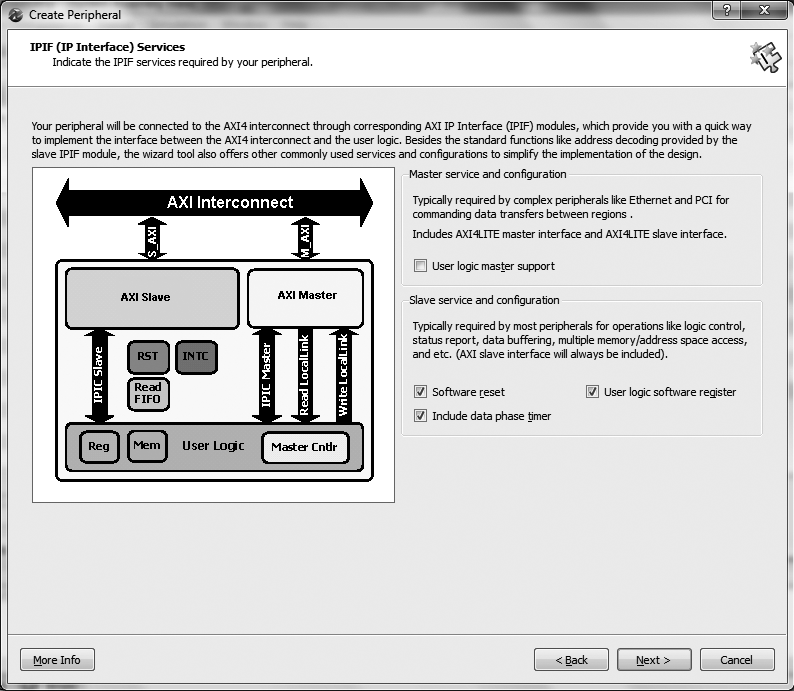 Create Peripheral
?
IPIF (IP Interface) Services
Indicate the IPIF services required by your peripheral.
Your peripheral will be connected to the AXI4 interconnect through corresponding AXI IP Interface (IPIF) modules, which provide you with a quick way
to implement the interface between the AXI4 interconnect and the user logic. Besides the standard functions like address decoding provided by the
slave IPIF module, the wizard tool also offers other commonly used services and configurations to simplify the implementation of the design.
AXI Interconnect
S_AXI
M_AXI
AXI Slave
AXI Master
IPIC Slave
RST
INTC
Read
FIFO
IPIC Master
Read LocalLink
Write LocalLink
Reg
Mem
User Logic
Master Cntlr
Master service and configuration
Typically required by complex peripherals like Ethernet and PCI for
commanding data transfers between regions .
Includes AXI4LITE master interface and AXI4LITE slave interface.
User logic master support
Slave service and configuration
Typically required by most peripherals for operations like logic control,
status report, data buffering, multiple memory/address space access,
and etc. (AXI slave interface will always be included).
Software reset
User logic software register
Include data phase timer
More Info
< Back
Next >
Cancel